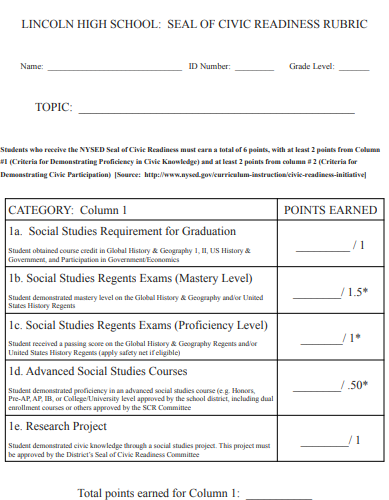 LINCOLN HIGH SCHOOL: SEAL OF CIVIC READINESS RUBRIC
Name: ____________________________ ID Number: ________ Grade Level: ______
TOPIC: ____________________________________________
Students who receive the NYSED Seal of Civic Readiness must earn a total of 6 points, with at least 2 points from Column
#1 (Criteria for Demonstrating Proficiency in Civic Knowledge) and at least 2 points from column # 2 (Criteria for
Demonstrating Civic Participation) [Source: http://www.nysed.gov/curriculum-instruction/civic-readiness-initiative]
CATEGORY: Column 1 POINTS EARNED
1a. Social Studies Requirement for Graduation
Student obtained course credit in Global History & Geography 1, II, US History &
Government, and Participation in Government/Economics
_________ / 1
1b. Social Studies Regents Exams (Mastery Level)
Student demonstrated mastery level on the Global History & Geography and/or United
States History Regents
________/ 1.5*
1c. Social Studies Regents Exams (Proficiency Level)
Student received a passing score on the Global History & Geography Regents and/or
United States History Regents (apply safety net if eligible)
________/ 1*
1d. Advanced Social Studies Courses
Student demonstrated proficiency in an advanced social studies course (e.g. Honors,
Pre-AP, AP, IB, or College/University level approved by the school district, including dual
enrollment courses or others approved by the SCR Committee
________/ .50*
1e. Research Project
Student demonstrated civic knowledge through a social studies project. This project must
be approved by the District's Seal of Civic Readiness Committee
________/ 1
Total points earned for Column 1: ___________